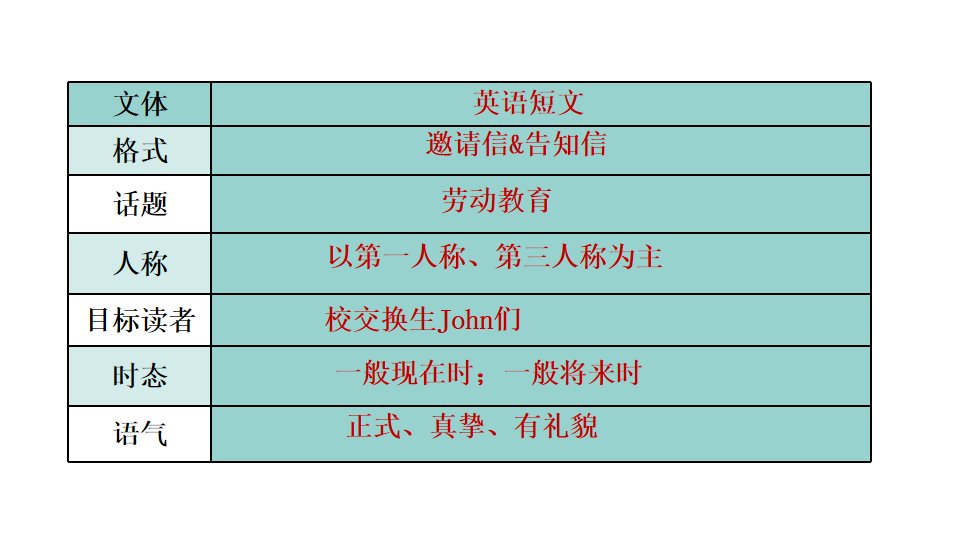 文体 英语短文
格式 邀请信&告知信
话题 劳动教育
人称 以第一人称、第三人称为主
目标读者 校交换生John们
时态 一般现在时；一般将来时
语气 正式、真挚、有礼貌